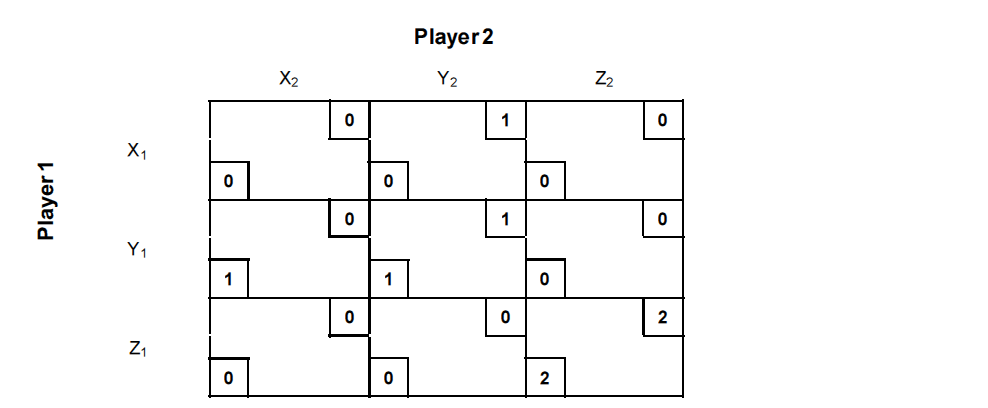 Player 2
X₂ Y₂ Z₂
0 1 0
X₁
0 0 0
0 1 0
Y₁
1 1 0
0 0 2
Z₁
0 0 2
Player 1